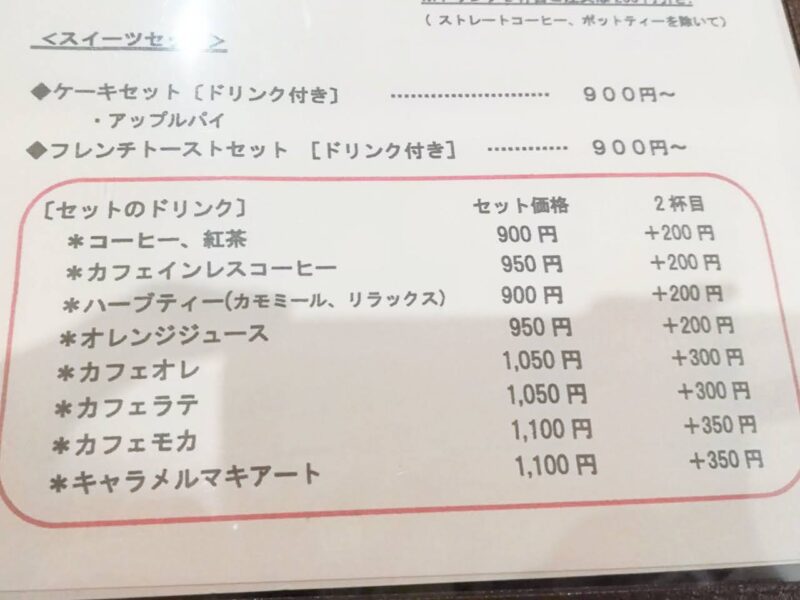 (ストレートコーヒー、ポットティーを除いて)
<スイーツセット>
◆ケーキセット [ドリンク付き] ………………………… 900円~
・アップルパイ
◆フレンチトーストセット [ドリンク付き] …………… 900円~
[セットのドリンク] セット価格 2杯目
*コーヒー、紅茶 900円 +200円
*カフェインレスコーヒー 950円 +200円
*ハーブティー(カモミール、リラックス) 900円 +200円
*オレンジジュース 950円 +200円
*カフェオレ 1,050円 +300円
*カフェラテ 1,050円 +300円
*カフェモカ 1,100円 +350円
*キャラメルマキアート 1,100円 +350円